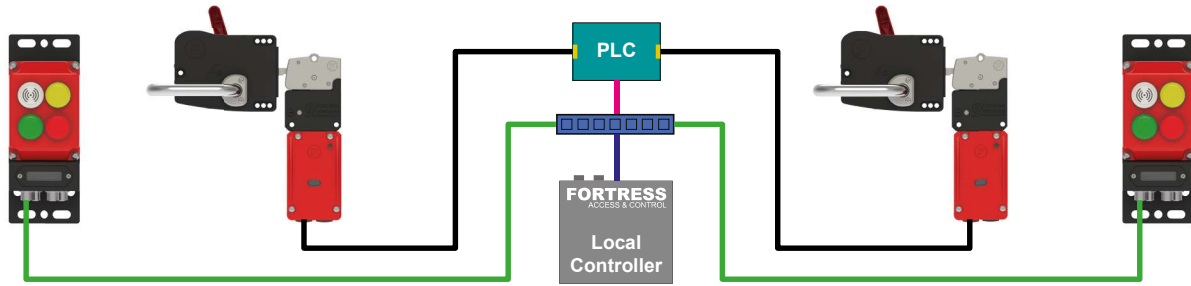 PLC
FORTRESS
ACCESS & CONTROL
Local
Controller